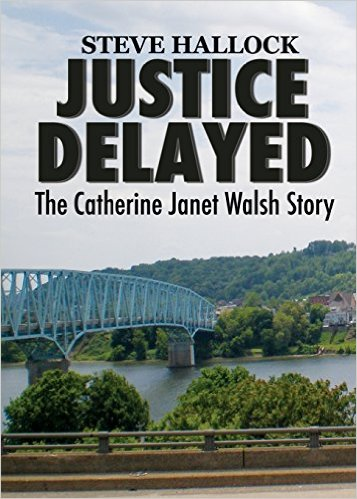 STEVE HALLOCK
JUSTICE
DELAYED
The Catherine Janet Walsh Story